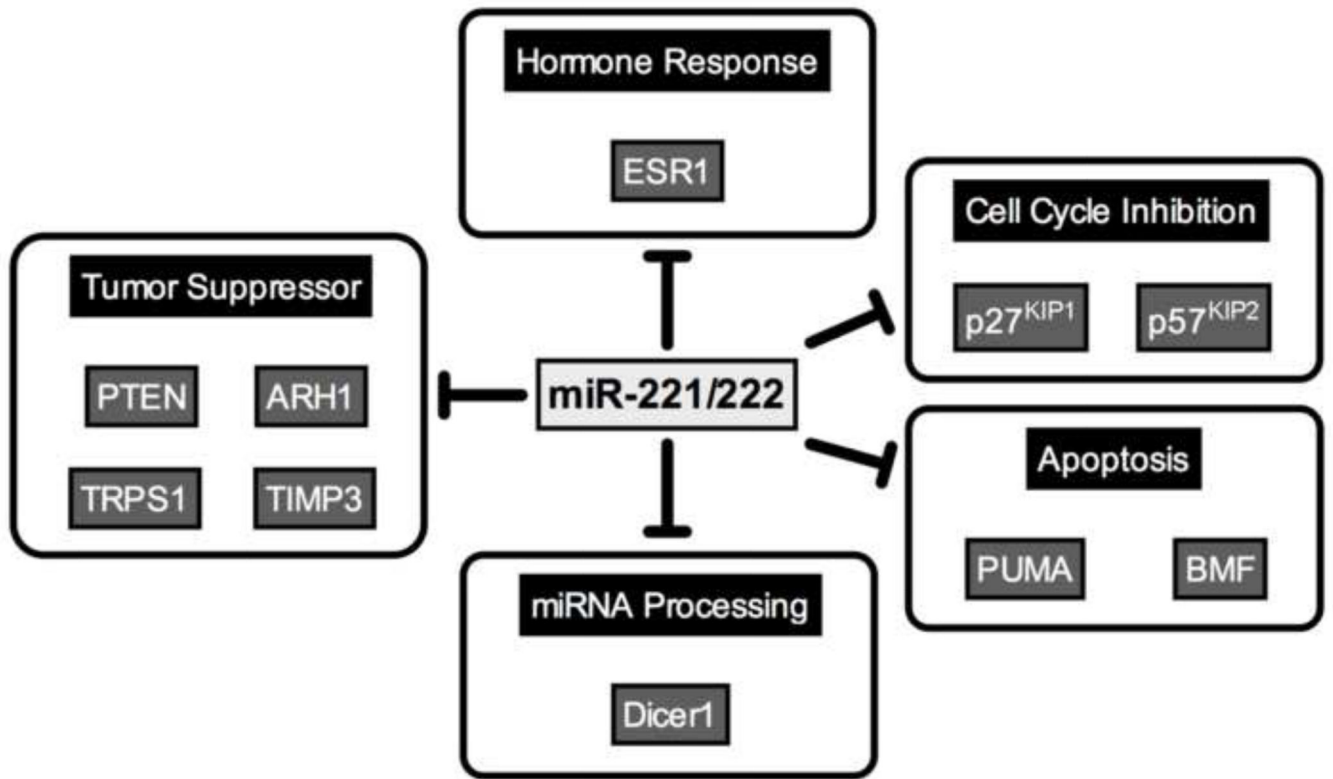 Hormone Response
ESR1
Cell Cycle Inhibition
p27KIP1 p57KIP2
Tumor Suppressor
PTEN ARH1
TRPS1 TIMP3
miR-221/222
Apoptosis
PUMA BMF
miRNA Processing
Dicer1